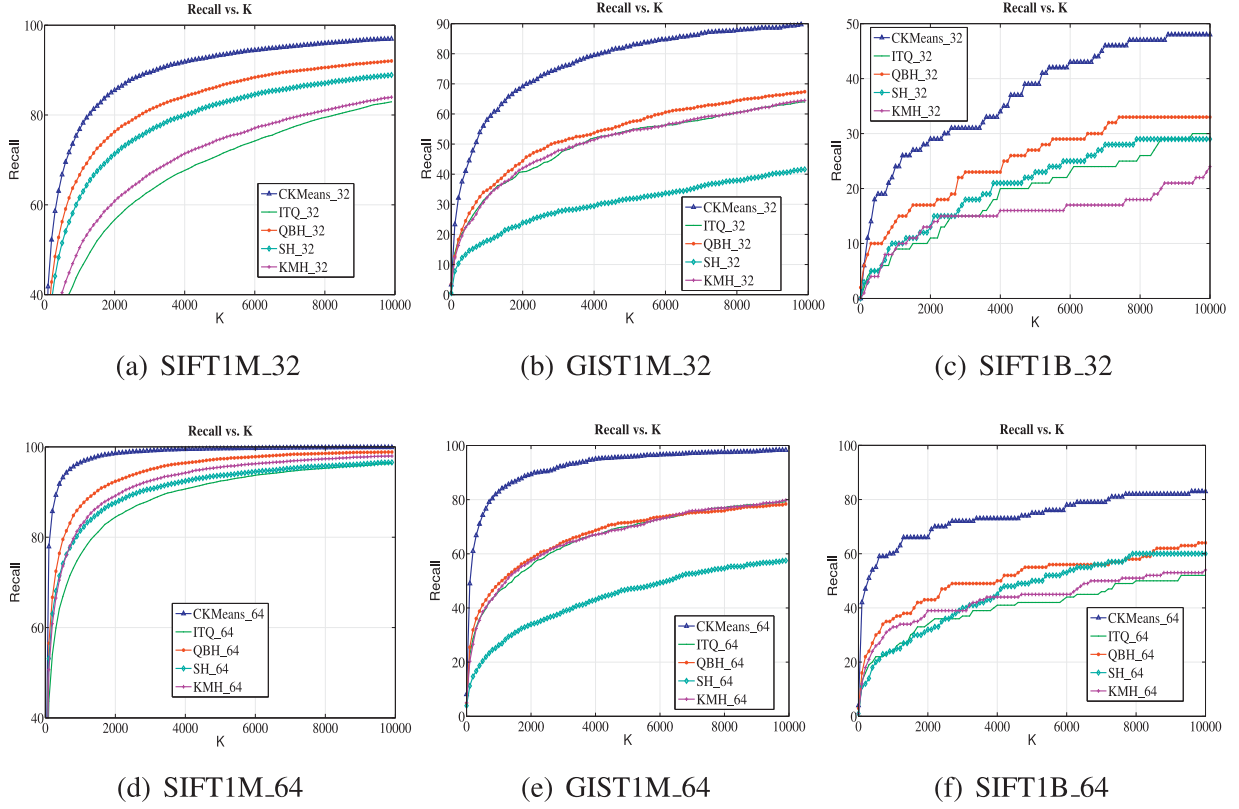 Recall vs. K
100
80
60
40
Recall
0
2000
4000
6000
8000
10000
K
CKMeans_32
ITQ_32
QBH_32
SH_32
KMH_32
(a) SIFT1M_32
Recall vs. K
90
80
70
60
50
40
30
20
10
0
Recall
0
2000
4000
6000
8000
10000
K
CKMeans_32
ITQ_32
QBH_32
SH_32
KMH_32
(b) GIST1M_32
Recall vs. K
50
40
30
20
10
0
Recall
0
2000
4000
6000
8000
10000
K
CKMeans_32
ITQ_32
QBH_32
SH_32
KMH_32
(c) SIFT1B_32
Recall vs. K
100
80
60
40
Recall
0
2000
4000
6000
8000
10000
K
CKMeans_64
ITQ_64
QBH_64
SH_64
KMH_64
(d) SIFT1M_64
Recall vs. K
100
80
60
40
20
0
Recall
0
2000
4000
6000
8000
10000
K
CKMeans_64
ITQ_64
QBH_64
SH_64
KMH_64
(e) GIST1M_64
Recall vs. K
100
80
60
40
20
0
Recall
0
2000
4000
6000
8000
10000
K
CKMeans_64
ITQ_64
QBH_64
SH_64
KMH_64
(f) SIFT1B_64